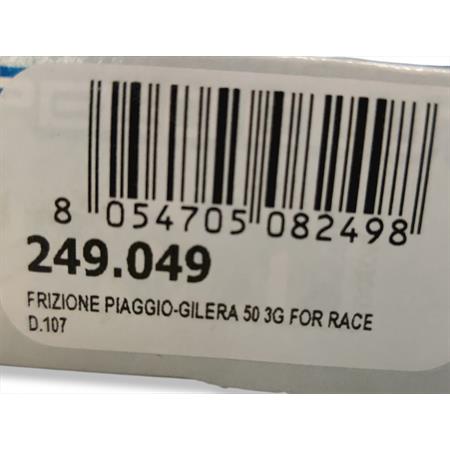 8 054705 082498
249.049
FRIZIONE PIAGGIO-GILERA 50 3G FOR RACE
D.107